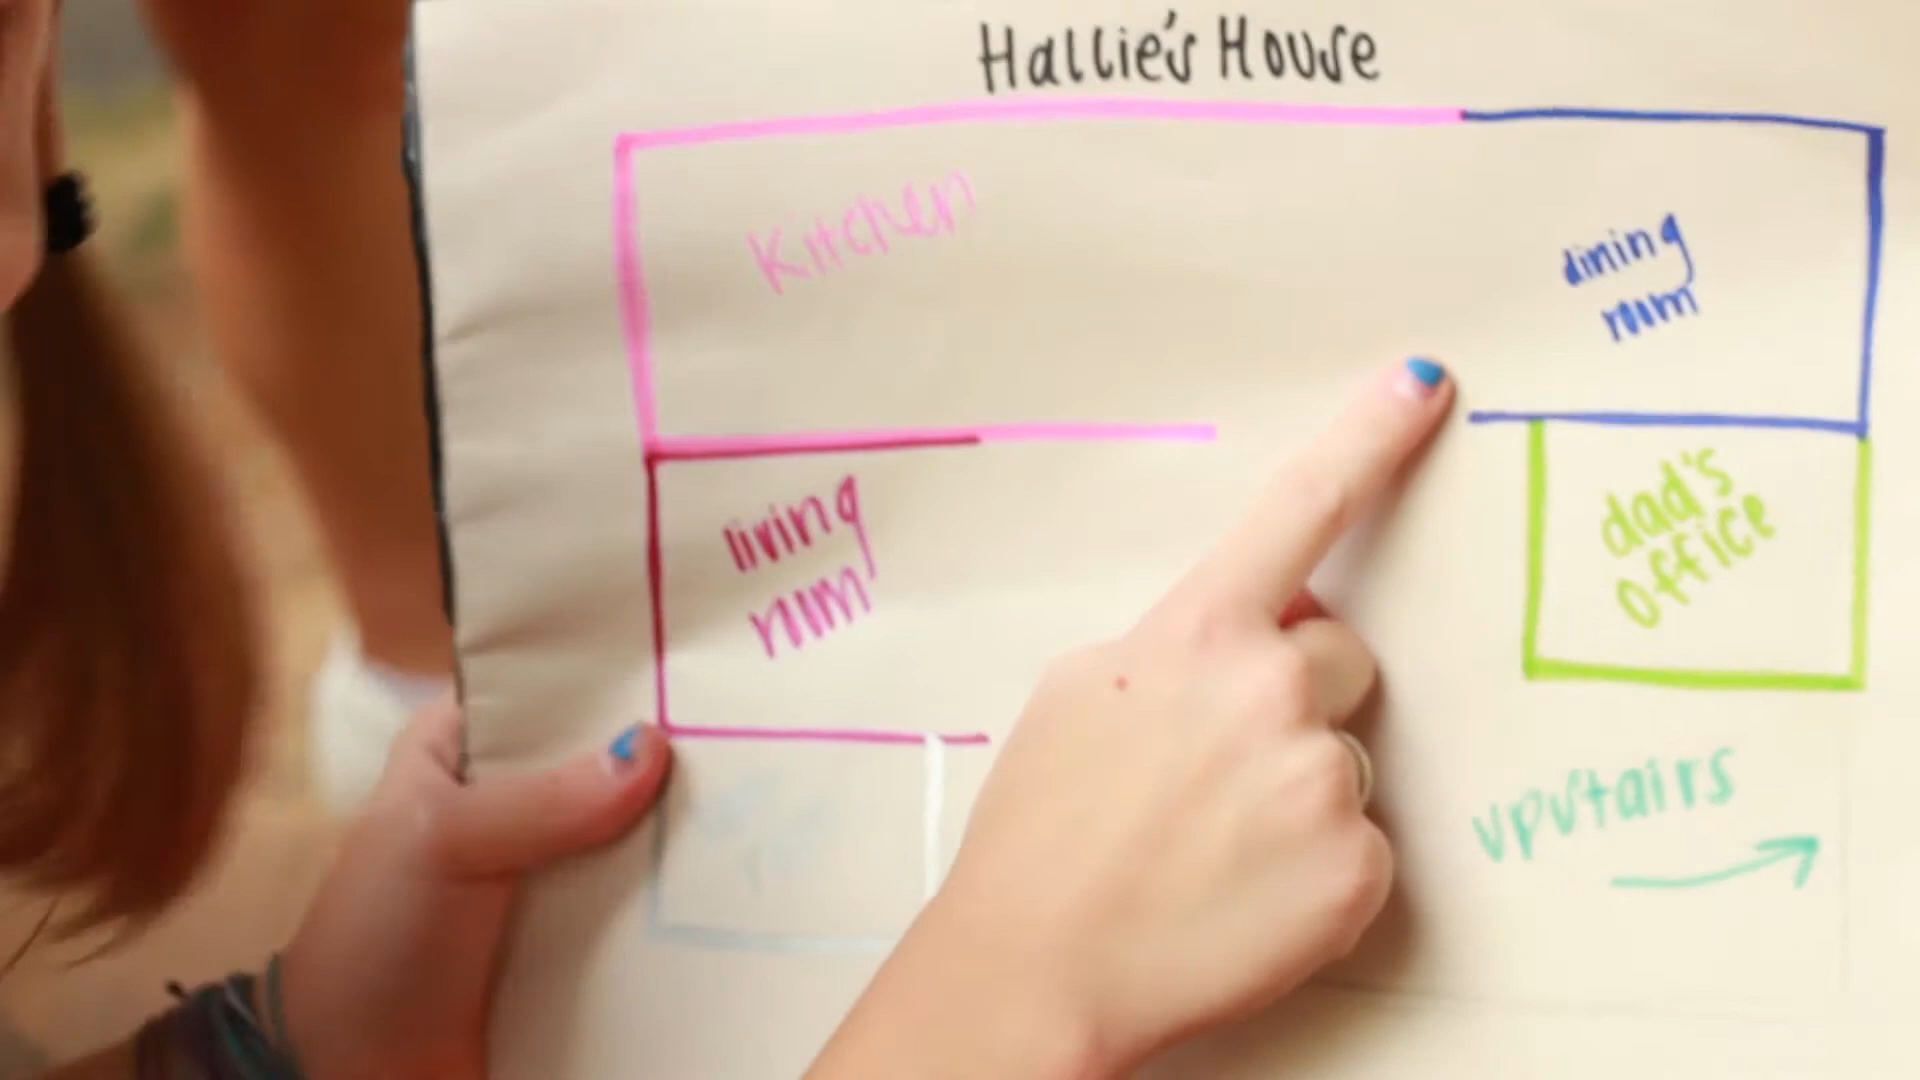 Hallie's House
Kitchen
dining
room
living
room
dad's
office
upstairs